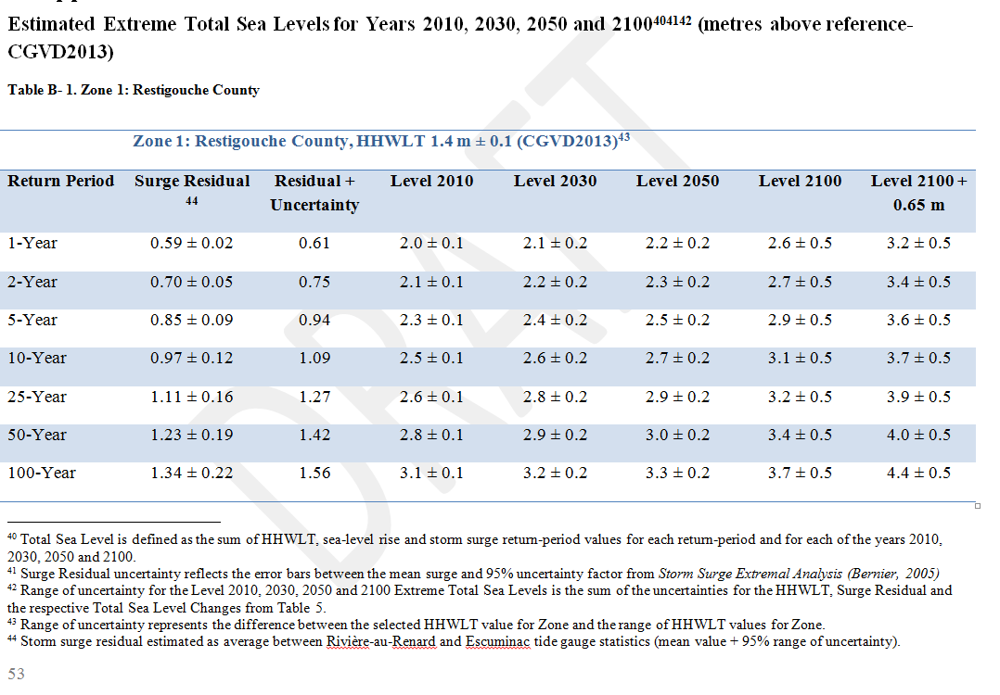 Estimated Extreme Total Sea Levels for Years 2010, 2030, 2050 and 2100404142 (metres above reference-
CGVD2013)
Table B- 1. Zone 1: Restigouche County
Zone 1: Restigouche County, HHWLT 1.4 m ± 0.1 (CGVD2013)43
Return Period Surge Residual 44 Residual + Uncertainty Level 2010 Level 2030 Level 2050 Level 2100 Level 2100 + 0.65 m
1-Year 0.59 ± 0.02 0.61 2.0 ± 0.1 2.1 ± 0.2 2.2 ± 0.2 2.6 ± 0.5 3.2 ± 0.5
2-Year 0.70 ± 0.05 0.75 2.1 ± 0.1 2.2 ± 0.2 2.3 ± 0.2 2.7 ± 0.5 3.4 ± 0.5
5-Year 0.85 ± 0.09 0.94 2.3 ± 0.1 2.4 ± 0.2 2.5 ± 0.2 2.9 ± 0.5 3.6 ± 0.5
10-Year 0.97 ± 0.12 1.09 2.5 ± 0.1 2.6 ± 0.2 2.7 ± 0.2 3.1 ± 0.5 3.7 ± 0.5
25-Year 1.11 ± 0.16 1.27 2.6 ± 0.1 2.8 ± 0.2 2.9 ± 0.2 3.2 ± 0.5 3.9 ± 0.5
50-Year 1.23 ± 0.19 1.42 2.8 ± 0.1 2.9 ± 0.2 3.0 ± 0.2 3.4 ± 0.5 4.0 ± 0.5
100-Year 1.34 ± 0.22 1.56 3.1 ± 0.1 3.2 ± 0.2 3.3 ± 0.2 3.7 ± 0.5 4.4 ± 0.5
DRAFT
40 Total Sea Level is defined as the sum of HHWLT, sea-level rise and storm surge return-period values for each return-period and for each of the years 2010,
2030, 2050 and 2100.
41 Surge Residual uncertainty reflects the error bars between the mean surge and 95% uncertainty factor from Storm Surge Extremal Analysis (Bernier, 2005)
42 Range of uncertainty for the Level 2010, 2030, 2050 and 2100 Extreme Total Sea Levels is the sum of the uncertainties for the HHWLT, Surge Residual and
the respective Total Sea Level Changes from Table 5.
43 Range of uncertainty represents the difference between the selected HHWLT value for Zone and the range of HHWLT values for Zone.
44 Storm surge residual estimated as average between Rivière-au-Renard and Escuminac tide gauge statistics (mean value + 95% range of uncertainty).
53